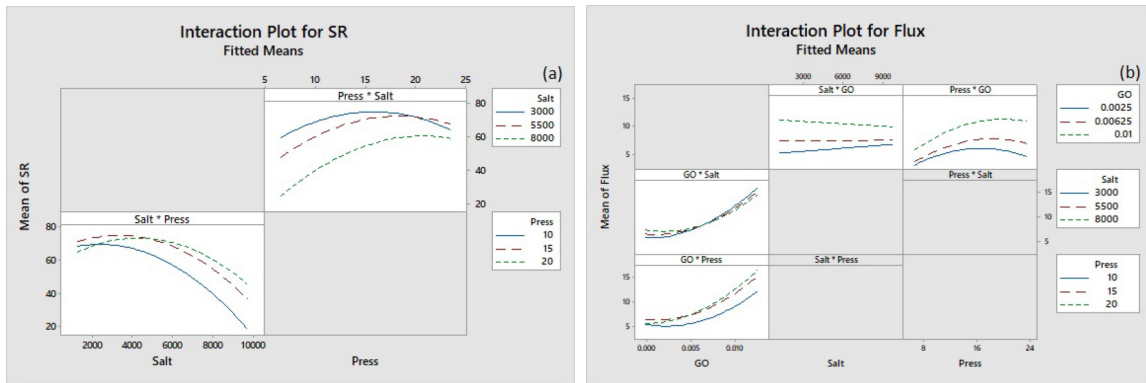 Interaction Plot for SR
Fitted Means
(a)
5 10 15 20 25
Press * Salt
80
60
40
20
Salt
3000
5500
8000
Mean of SR
Salt * Press
80
60
40
20
Press
10
15
20
2000 4000 6000 8000 10000
Salt
Press
Interaction Plot for Flux
Fitted Means
(b)
3000 6000 9000
Salt * GO
Press * GO
15
10
5
GO
0.0025
0.00625
0.01
Mean of Flux
GO * Salt
Press * Salt
15
10
5
Salt
3000
5500
8000
GO * Press
Salt * Press
15
10
5
Press
10
15
20
0.000 0.005 0.010
8 16 24
GO
Salt
Press